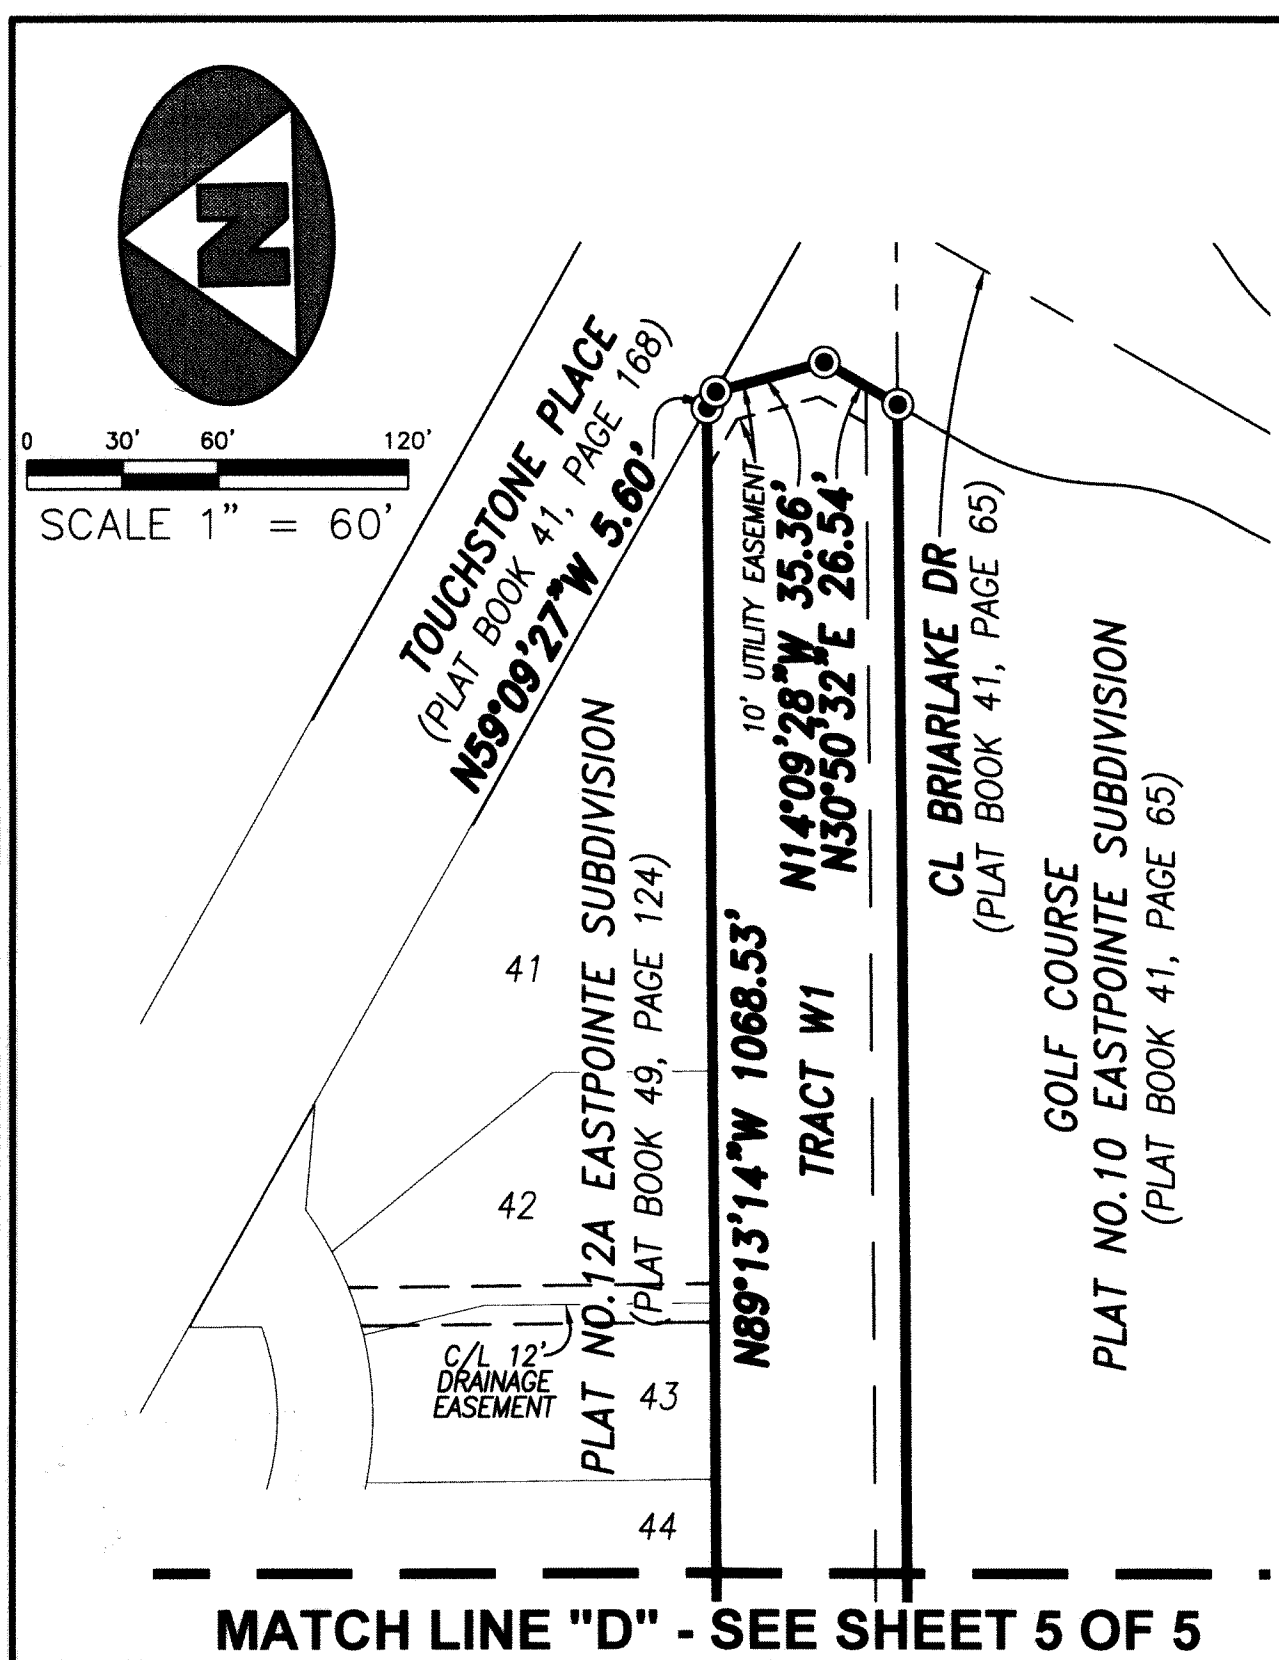 N
0 30' 60' 120'
SCALE 1" = 60'
TOUCHSTONE PLACE
(PLAT BOOK 41, PAGE 168)
N59°09'27"W 5.60'
10' UTILITY EASEMENT
N14°09'28"W 35.36'
N30°50'32"E 26.54'
CL BRIARLAKE DR
(PLAT BOOK 41, PAGE 65)
GOLF COURSE
PLAT NO.10 EASTPOINTE SUBDIVISION
(PLAT BOOK 41, PAGE 65)
PLAT NO.12A EASTPOINTE SUBDIVISION
(PLAT BOOK 49, PAGE 124)
N89°13'14"W 1068.53'
TRACT W1
41
42
C/L 12'
DRAINAGE
EASEMENT
43
44
MATCH LINE "D" - SEE SHEET 5 OF 5